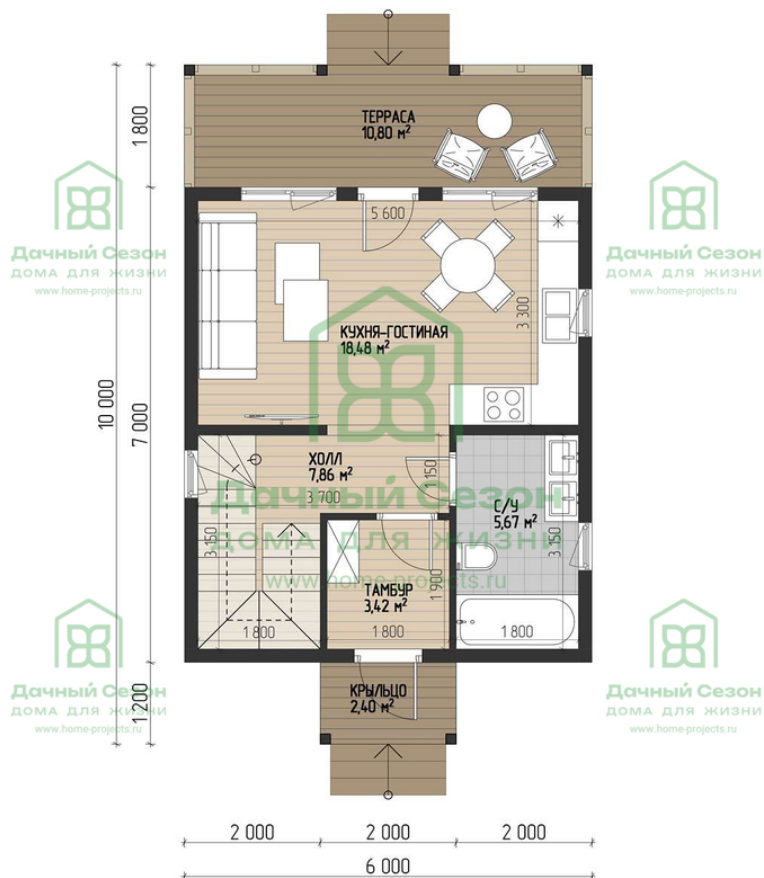 1 800
ТЕРРАСА
10,80 м²
Дачный Сезон
ДОМА ДЛЯ ЖИЗНИ
www.home-projects.ru
Дачный Сезон
ДОМА ДЛЯ ЖИЗНИ
www.home-projects.ru
5 600
3 300
КУХНЯ-ГОСТИНАЯ
18,48 м²
10 000
7 000
ХОЛЛ
7,86 м²
3 700
1 150
Дачный Сезон
ДОМА ДЛЯ ЖИЗНИ
www.home-projects.ru
С/У
5,67 м²
3 150
3 150
ТАМБУР
3,42 м²
1 900
1 800
1 800
1 800
Дачный Сезон
ДОМА ДЛЯ ЖИЗНИ
www.home-projects.ru
Дачный Сезон
ДОМА ДЛЯ ЖИЗНИ
www.home-projects.ru
1 200
КРЫЛЬЦО
2,40 м²
2 000
2 000
2 000
6 000